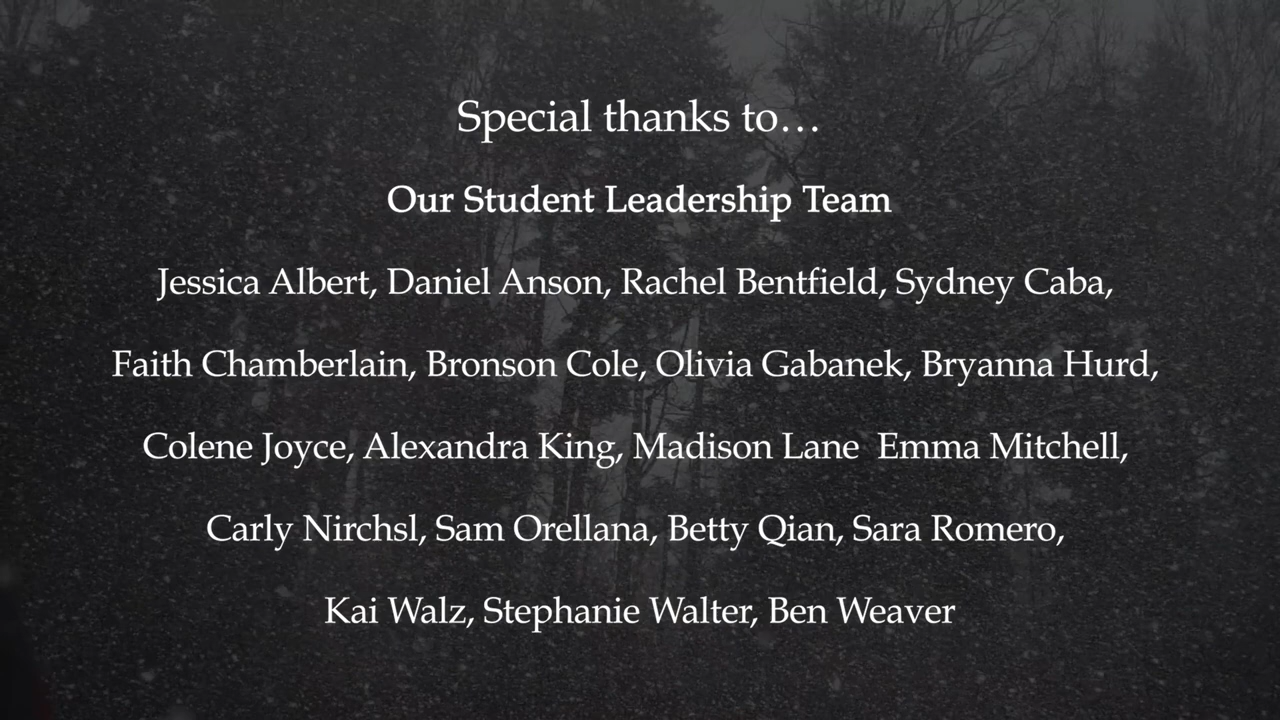 Special thanks to…
Our Student Leadership Team
Jessica Albert, Daniel Anson, Rachel Bentfield, Sydney Caba,
Faith Chamberlain, Bronson Cole, Olivia Gabanek, Bryanna Hurd,
Colene Joyce, Alexandra King, Madison Lane  Emma Mitchell,
Carly Nirchsl, Sam Orellana, Betty Qian, Sara Romero,
Kai Walz, Stephanie Walter, Ben Weaver